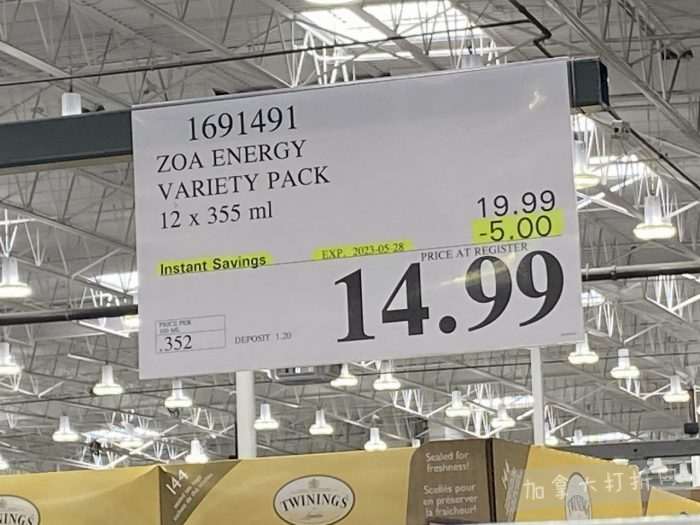 1691491
ZOA ENERGY
VARIETY PACK
12 x 355 ml
19.99
-5.00
Instant Savings
EXP. 2023-05-28
PRICE AT REGISTER
14.99
PRICE PER
100 ML
.352
DEPOSIT 1.20
144
Sealed for
freshness!
Scellés pour
en préserver
la fraîcheur!
TWININGS
NINGS
加拿大打折